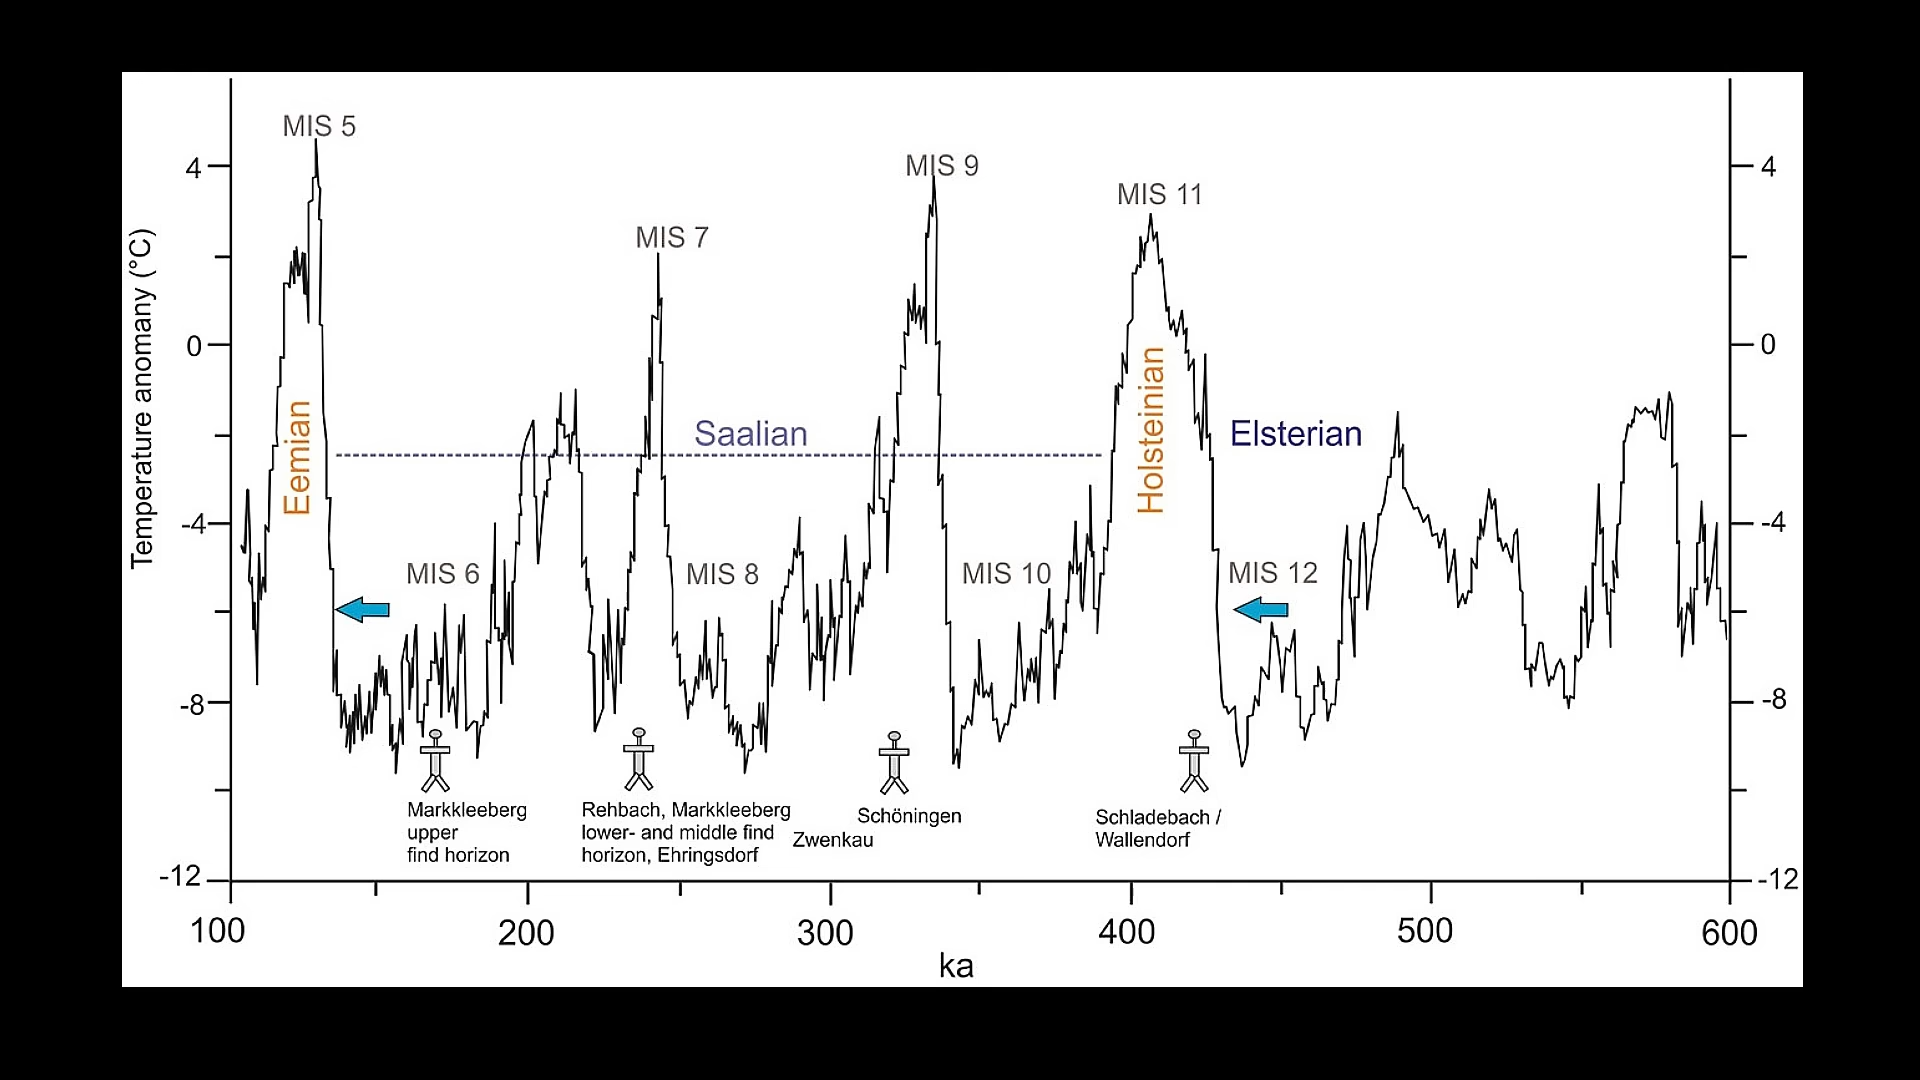 MIS 5
MIS 9
MIS 11
MIS 7
4
4
0
0
-4
-4
-8
-8
-12
-12
Temperature anomany (°C)
Eemian
Saalian
Holsteinian
Elsterian
MIS 6
MIS 8
MIS 10
MIS 12
Markkleeberg
upper
find horizon
Rehbach, Markkleeberg
lower- and middle find
horizon, Ehringsdorf
Zwenkau
Schöningen
Schladebach /
Wallendorf
100
200
300
400
500
600
ka